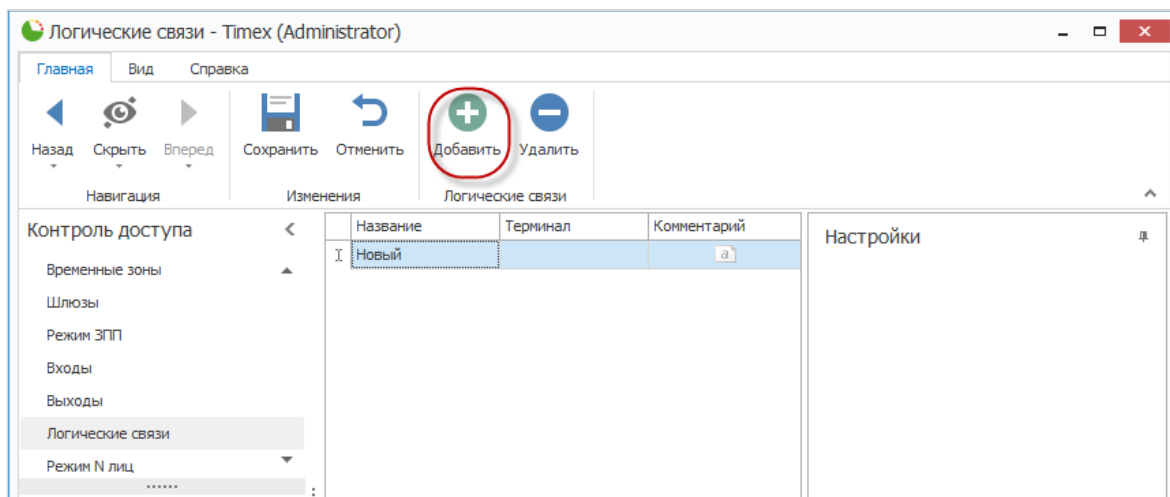 Логические связи - Timex (Administrator)
Главная Вид Справка
Назад Скрыть Вперед Сохранить Отменить Добавить Удалить
Навигация Изменения Логические связи
Контроль доступа
Временные зоны
Шлюзы
Режим ЗПП
Входы
Выходы
Логические связи
Режим N лиц
Название Терминал Комментарий
Новый a
Настройки